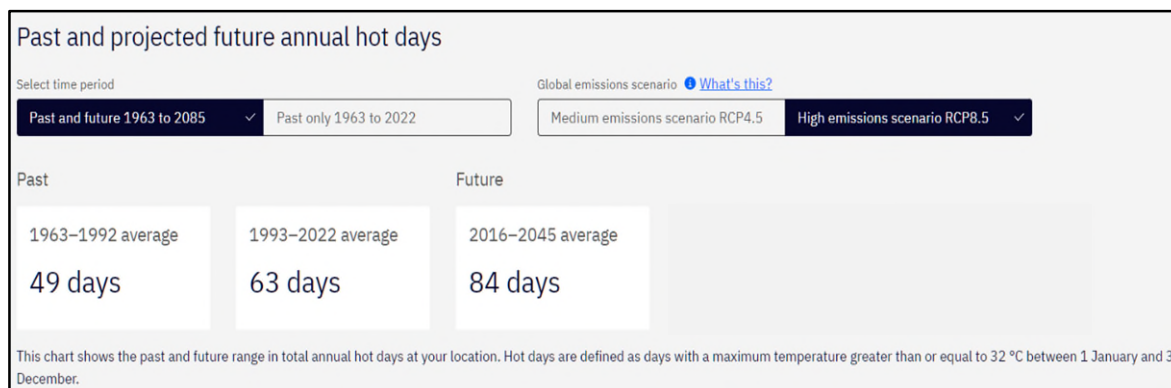 Past and projected future annual hot days
Select time period
Global emissions scenario What's this?
Past and future 1963 to 2085
Past only 1963 to 2022
Medium emissions scenario RCP4.5
High emissions scenario RCP8.5
Past
Future
1963–1992 average
49 days
1993–2022 average
63 days
2016–2045 average
84 days
This chart shows the past and future range in total annual hot days at your location. Hot days are defined as days with a maximum temperature greater than or equal to 32 °C between 1 January and 3
December.